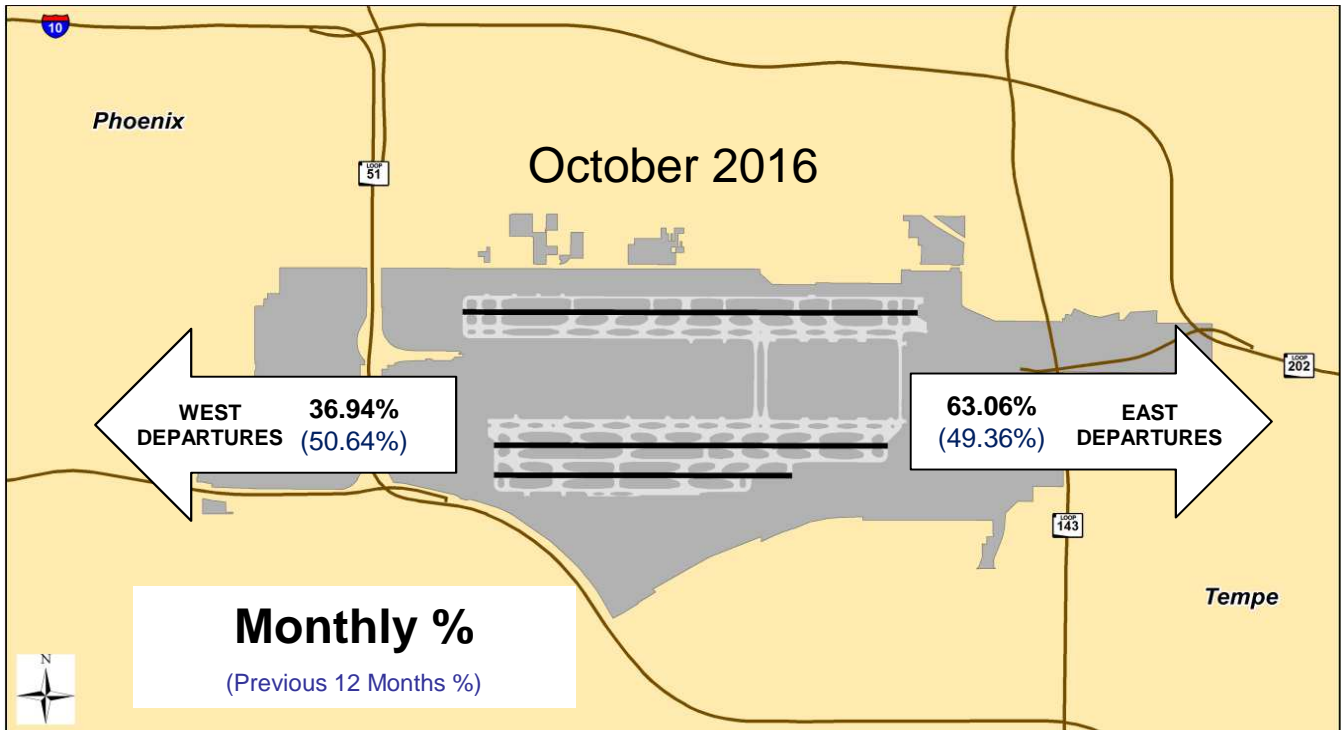 10
Phoenix
LOOP
51
October 2016
WEST
DEPARTURES
36.94%
(50.64%)
63.06%
(49.36%)
EAST
DEPARTURES
LOOP
202
LOOP
143
Tempe
Monthly %
(Previous 12 Months %)
N